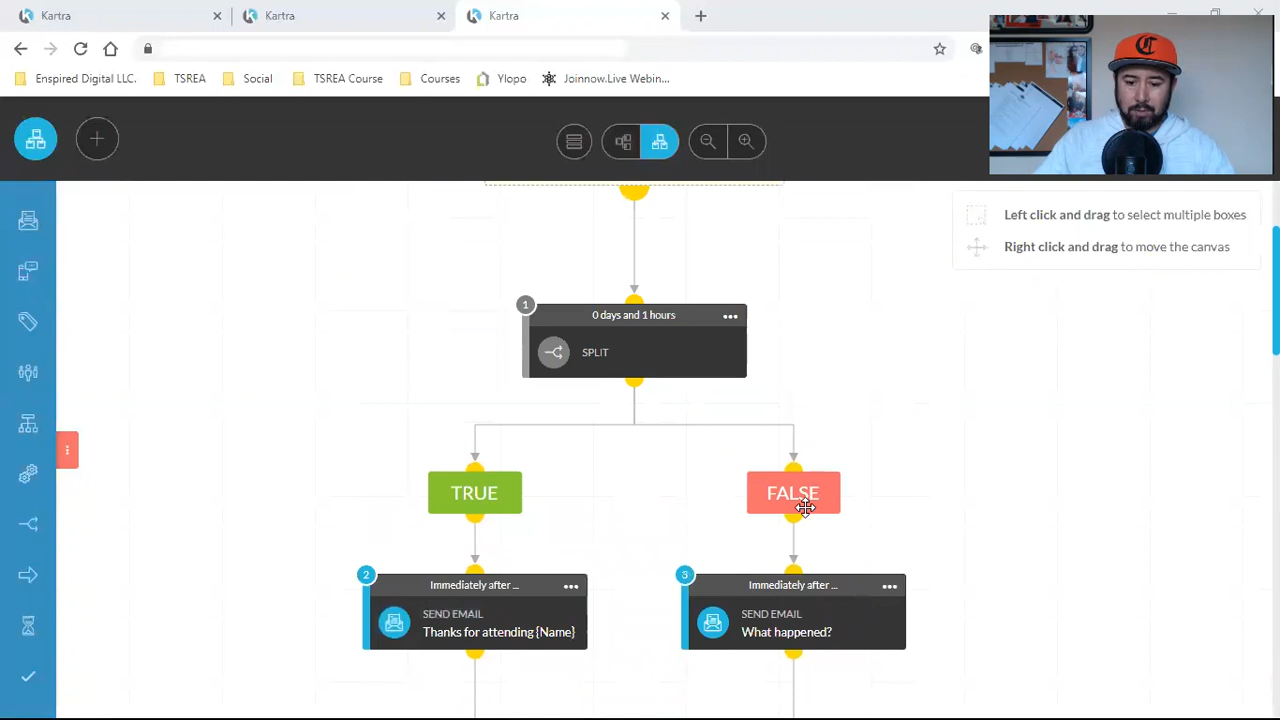 Kartra
Kartra
Kartra
Enspired Digital LLC.
TSREA
Social
TSREA Course
Courses
Ylopo
Joinnow.Live Webin...
Left click and drag to select multiple boxes
Right click and drag to move the canvas
1
0 days and 1 hours
SPLIT
TRUE
FALSE
2
Immediately after ...
SEND EMAIL
Thanks for attending {Name}
3
Immediately after ...
SEND EMAIL
What happened?